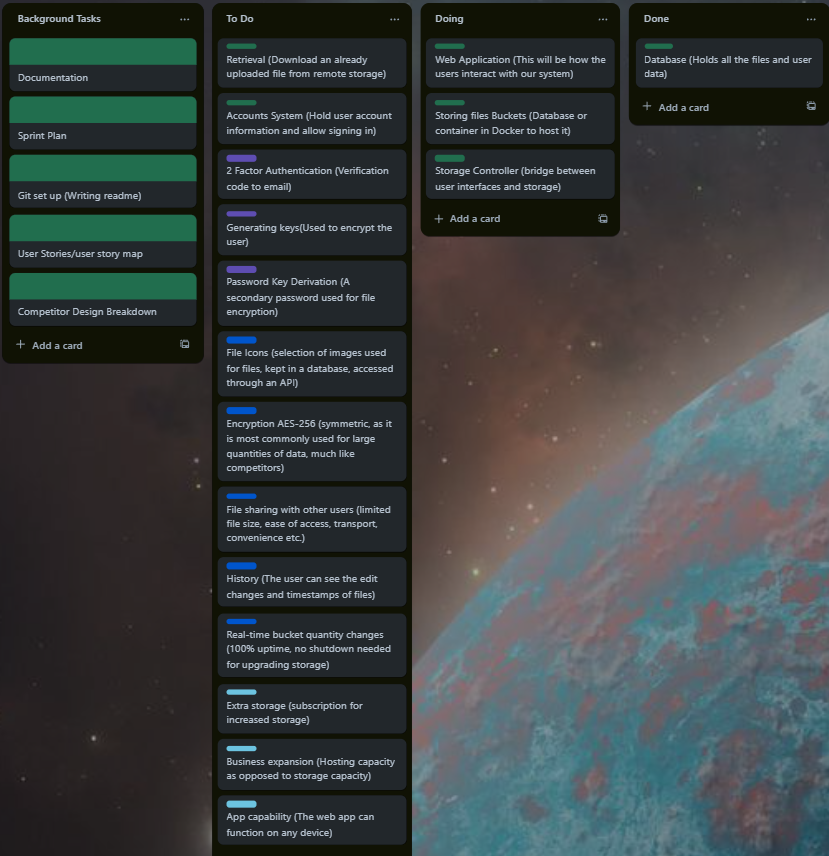 Background Tasks
Documentation
Sprint Plan
Git set up (Writing readme)
User Stories/user story map
Competitor Design Breakdown
Add a card
To Do
Retrieval (Download an already
uploaded file from remote storage)
Accounts System (Hold user account
information and allow signing in)
2 Factor Authentication (Verification
code to email)
Generating keys(Used to encrypt the
user)
Password Key Derivation (A
secondary password used for file
encryption)
File Icons (selection of images used
for files, kept in a database, accessed
through an API)
Encryption AES-256 (symmetric, as it
is most commonly used for large
quantities of data, much like
competitors)
File sharing with other users (limited
file size, ease of access, transport,
convenience etc.)
History (The user can see the edit
changes and timestamps of files)
Real-time bucket quantity changes
(100% uptime, no shutdown needed
for upgrading storage)
Extra storage (subscription for
increased storage)
Business expansion (Hosting capacity
as opposed to storage capacity)
App capability (The web app can
function on any device)
Doing
Web Application (This will be how the
users interact with our system)
Storing files Buckets (Database or
container in Docker to host it)
Storage Controller (bridge between
user interfaces and storage)
Add a card
Done
Database (Holds all the files and user
data)
Add a card